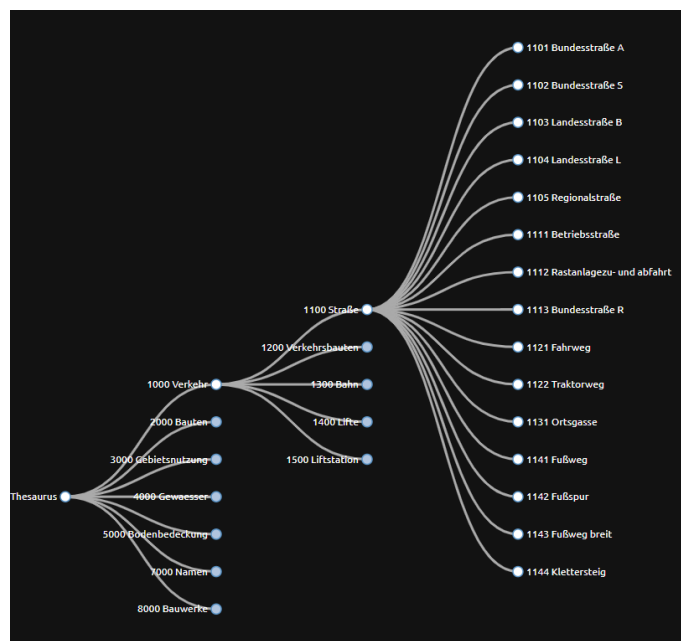 Thesaurus
1000 Verkehr
2000 Bauten
3000 Gebietsnutzung
4000 Gewaesser
5000 Bodenbedeckung
7000 Namen
8000 Bauwerke
1100 Straße
1200 Verkehrsbauten
1300 Bahn
1400 Lifte
1500 Liftstation
1101 Bundesstraße A
1102 Bundesstraße S
1103 Landesstraße B
1104 Landesstraße L
1105 Regionalstraße
1111 Betriebsstraße
1112 Rastanlagezu- und abfahrt
1113 Bundesstraße R
1121 Fahrweg
1122 Traktorweg
1131 Ortsgasse
1141 Fußweg
1142 Fußspur
1143 Fußweg breit
1144 Klettersteig